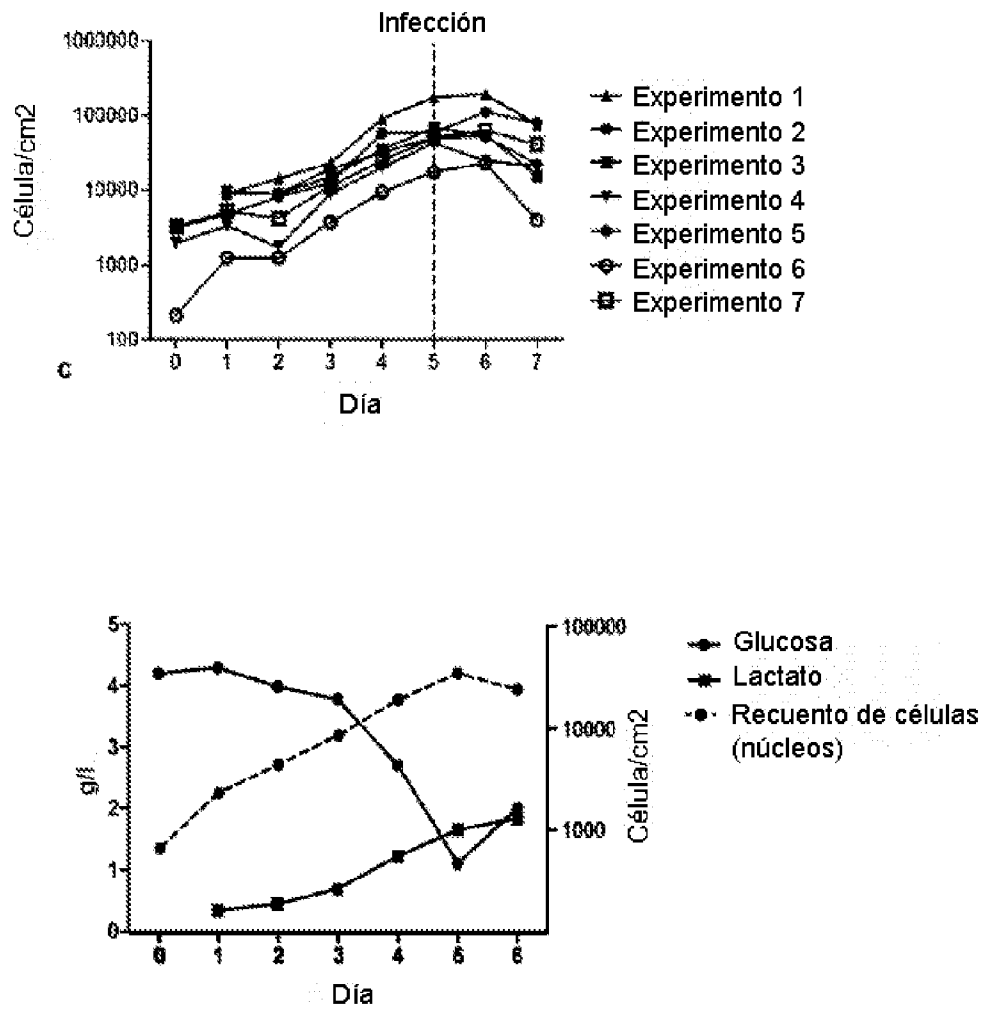 Infección
1000000
100000
10000
1000
100
Célula/cm2
0 1 2 3 4 5 6 7
Día
Experimento 1
Experimento 2
Experimento 3
Experimento 4
Experimento 5
Experimento 6
Experimento 7
C
5
4
3
2
1
0
g/l
100000
10000
1000
Célula/cm2
0 1 2 3 4 5 6
Día
Glucosa
Lactato
Recuento de células
(núcleos)